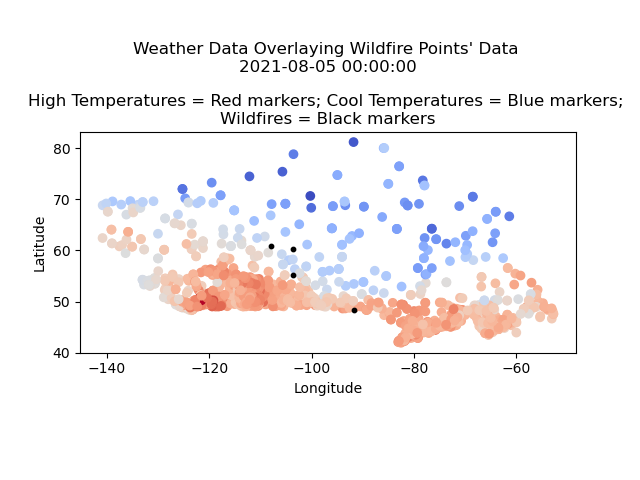 Weather Data Overlaying Wildfire Points' Data
2021-08-05 00:00:00
High Temperatures = Red markers; Cool Temperatures = Blue markers;
Wildfires = Black markers
80
70
60
50
40
Latitude
−140 −120 −100 −80 −60
Longitude